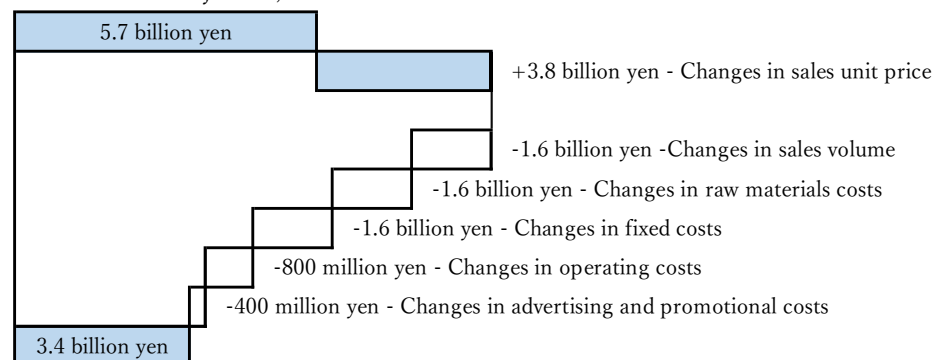 5.7 billion yen
+3.8 billion yen - Changes in sales unit price
-1.6 billion yen -Changes in sales volume
-1.6 billion yen - Changes in raw materials costs
-1.6 billion yen - Changes in fixed costs
-800 million yen - Changes in operating costs
-400 million yen - Changes in advertising and promotional costs
3.4 billion yen